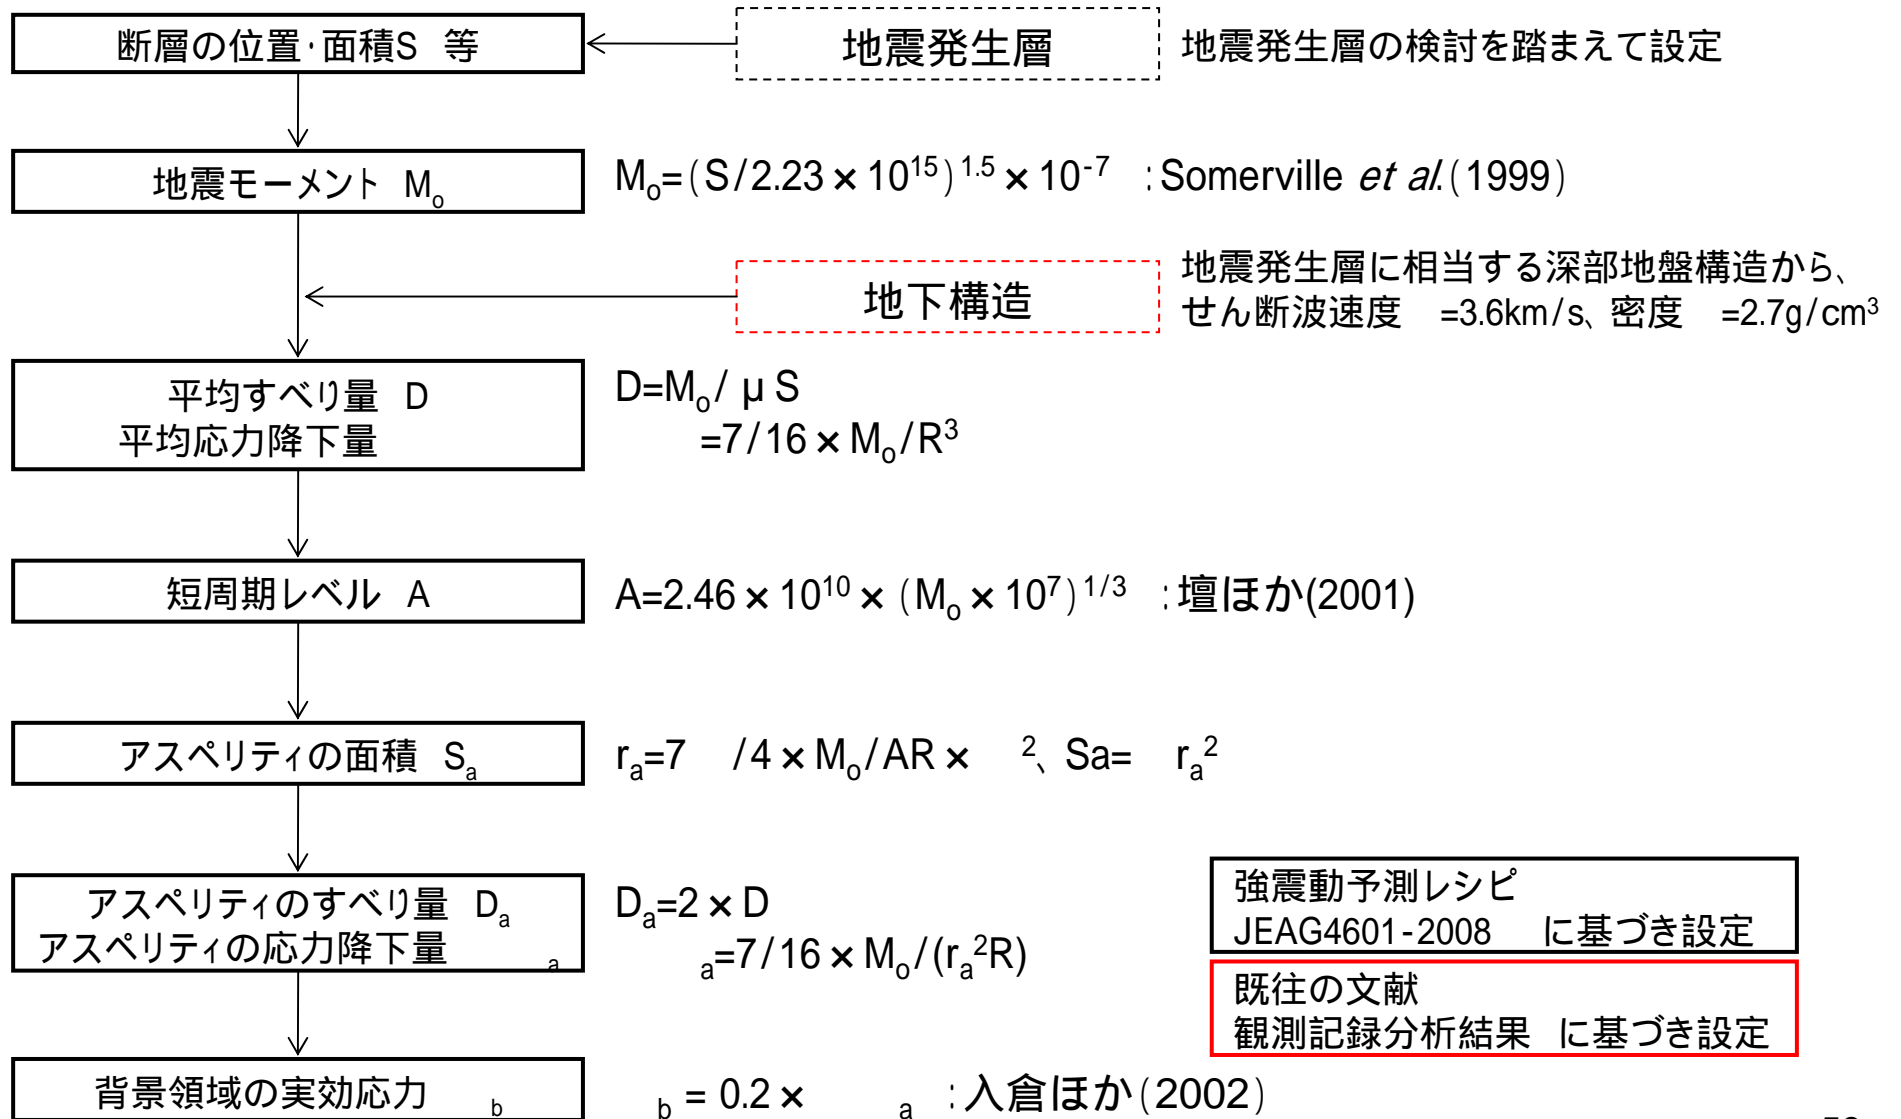 断層の位置・面積S 等
地震発生層
地震発生層の検討を踏まえて設定
地震モーメント Mo
Mo=(S/2.23×10^15)^1.5×10^-7 :Somerville et al.(1999)
地下構造
地震発生層に相当する深部地盤構造から、
せん断波速度 =3.6km/s、密度 =2.7g/cm³
平均すべり量 D
平均応力降下量
D=Mo/μS
=7/16×Mo/R³
短周期レベル A
A=2.46×10^10×(Mo×10^7)^1/3 :壇ほか(2001)
アスペリティの面積 Sa
ra=7 /4×Mo/AR× ²、Sa= ra²
アスペリティのすべり量 Da
アスペリティの応力降下量 a
Da=2×D
a=7/16×Mo/(ra²R)
強震動予測レシピ
JEAG4601-2008 に基づき設定
既往の文献
観測記録分析結果 に基づき設定
背景領域の実効応力 b
b = 0.2× a :入倉ほか(2002)